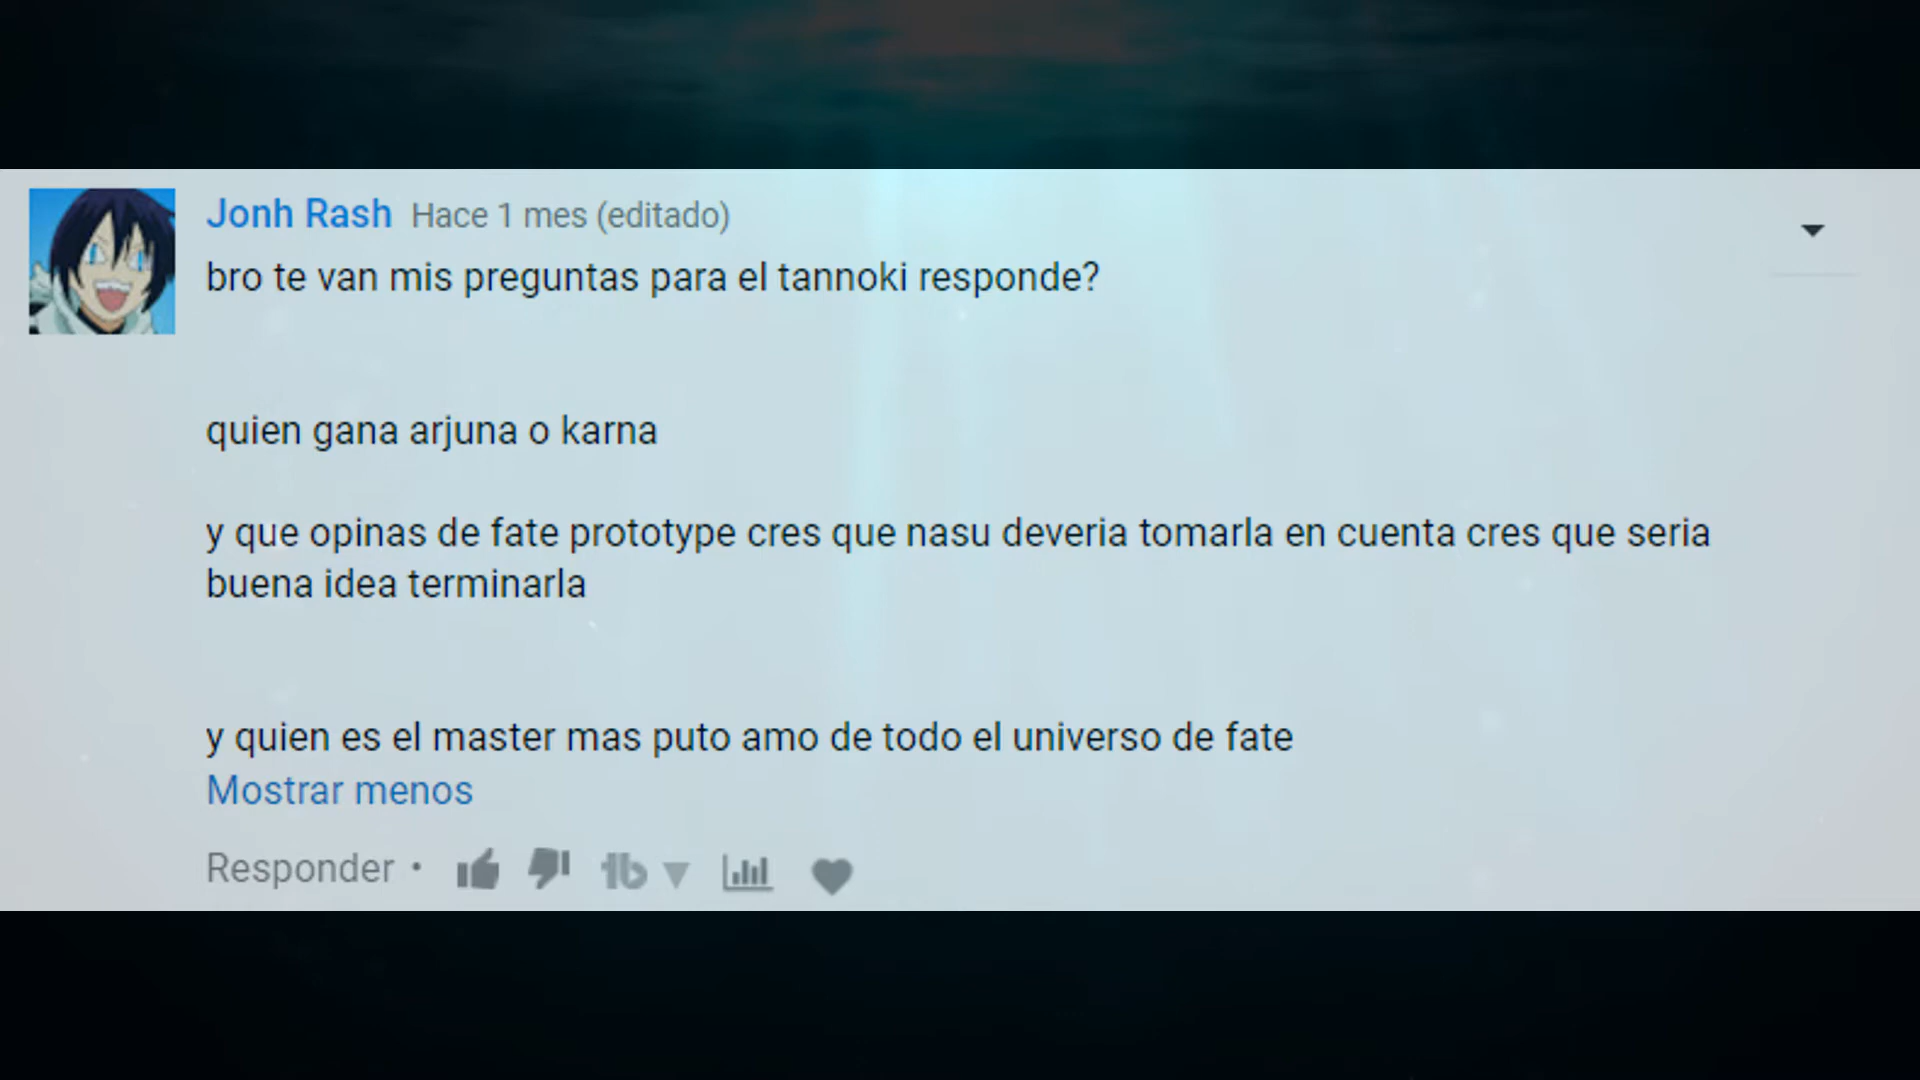 Jonh Rash Hace 1 mes (editado)
bro te van mis preguntas para el tannoki responde?
quien gana arjuna o karna
y que opinas de fate prototype cres que nasu deveria tomarla en cuenta cres que seria
buena idea terminarla
y quien es el master mas puto amo de todo el universo de fate
Mostrar menos
Responder •